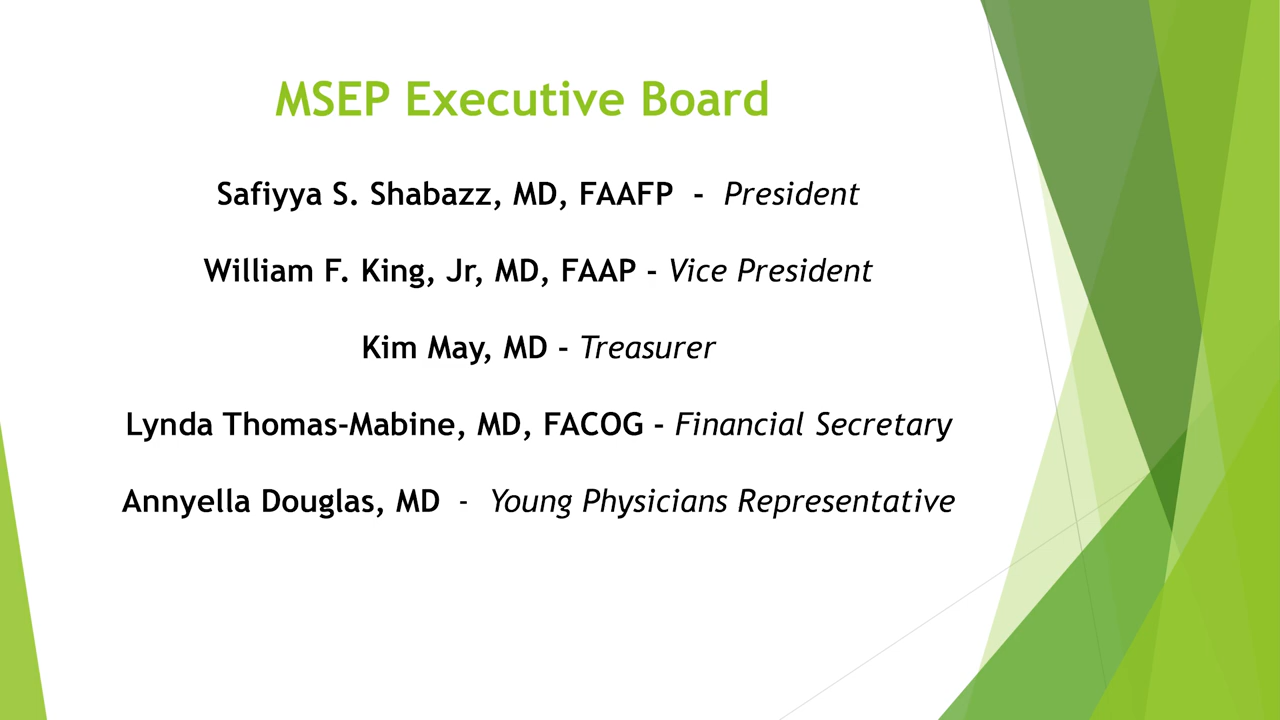 MSEP Executive Board
Safiyya S. Shabazz, MD, FAAFP - President
William F. King, Jr, MD, FAAP - Vice President
Kim May, MD - Treasurer
Lynda Thomas-Mabine, MD, FACOG - Financial Secretary
Annyella Douglas, MD - Young Physicians Representative